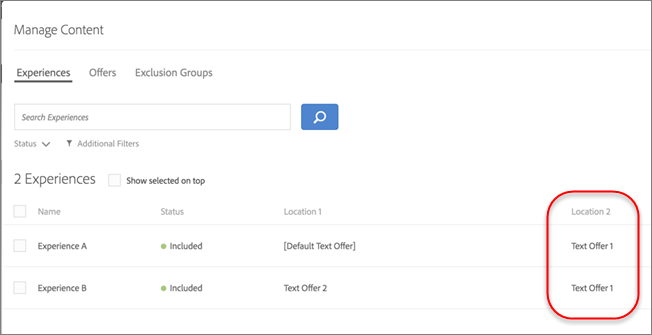 Manage Content
Experiences Offers Exclusion Groups
Search Experiences
Status Additional Filters
2 Experiences Show selected on top
Name Status Location 1 Location 2
Experience A Included [Default Text Offer] Text Offer 1
Experience B Included Text Offer 2 Text Offer 1